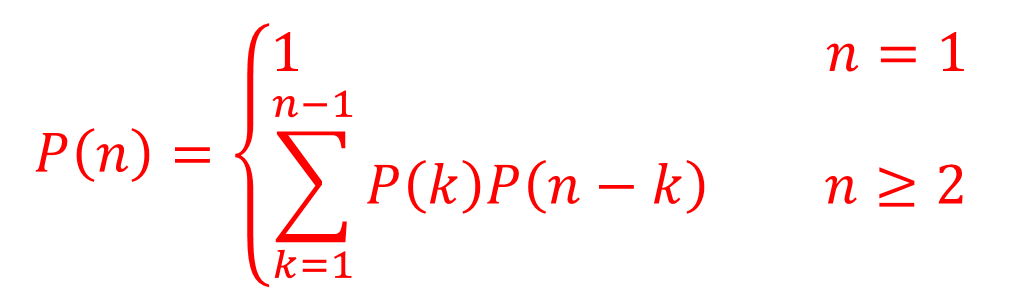 P(n) = { 1 n = 1
∑_{k=1}^{n−1} P(k)P(n − k) n ≥ 2